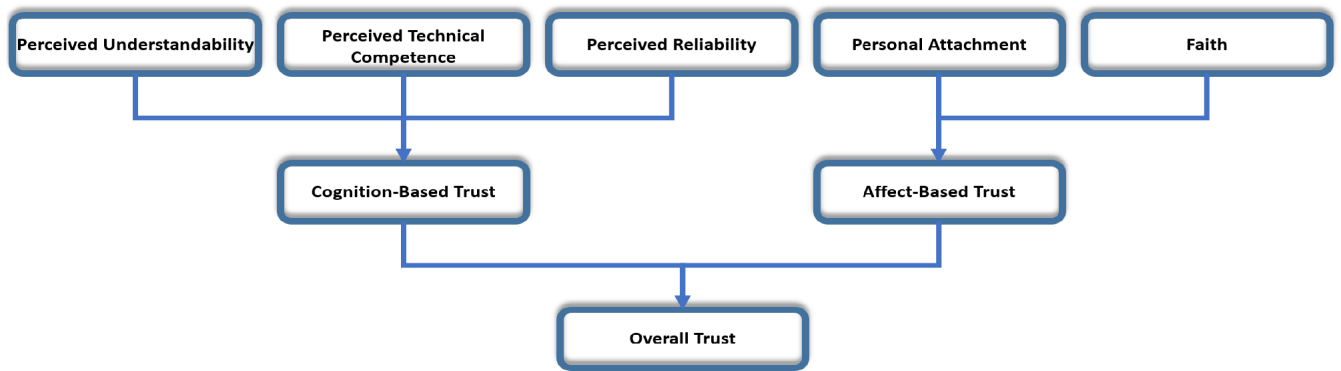 Perceived Understandability
Perceived Technical
Competence
Perceived Reliability
Personal Attachment
Faith
Cognition-Based Trust
Affect-Based Trust
Overall Trust